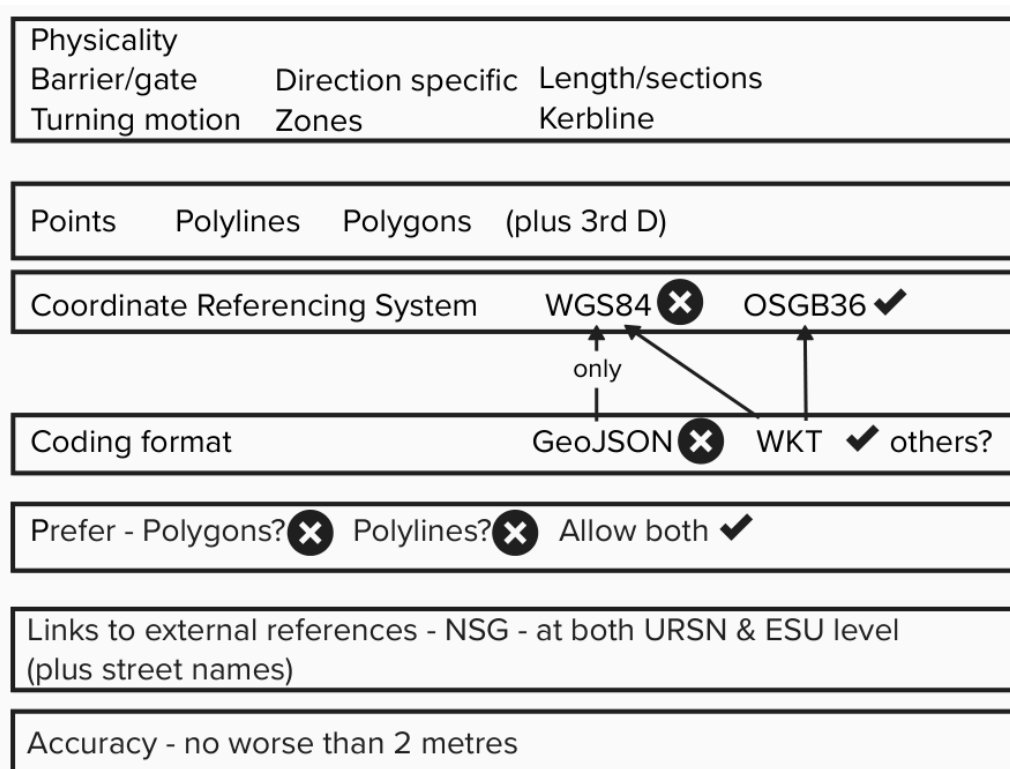 Physicality
Barrier/gate Direction specific Length/sections
Turning motion Zones Kerbline
Points Polylines Polygons (plus 3rd D)
Coordinate Referencing System WGS84 OSGB36
only
Coding format GeoJSON WKT others?
Prefer - Polygons? Polylines? Allow both
Links to external references - NSG - at both URSN & ESU level
(plus street names)
Accuracy - no worse than 2 metres